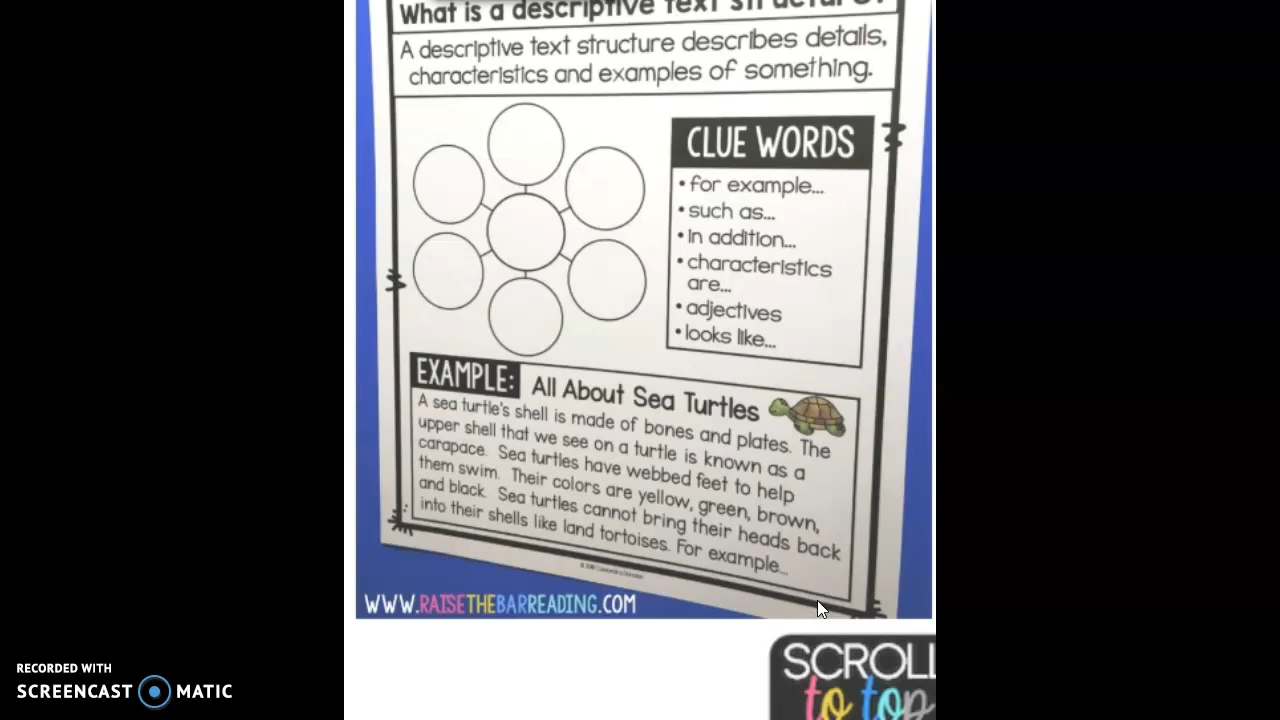 What is a descriptive text structure?
A descriptive text structure describes details,
characteristics and examples of something.
CLUE WORDS
• for example...
• such as...
• in addition...
• characteristics
are...
• adjectives
• looks like...
EXAMPLE: All About Sea Turtles
A sea turtle's shell is made of bones and plates. The
upper shell that we see on a turtle is known as a
carapace. Sea turtles have webbed feet to help
them swim. Their colors are yellow, green, brown,
and black. Sea turtles cannot bring their heads back
into their shells like land tortoises. For example...
WWW.RAISETHEBARREADING.COM
SCROLL
to top
RECORDED WITH
SCREENCAST MATIC